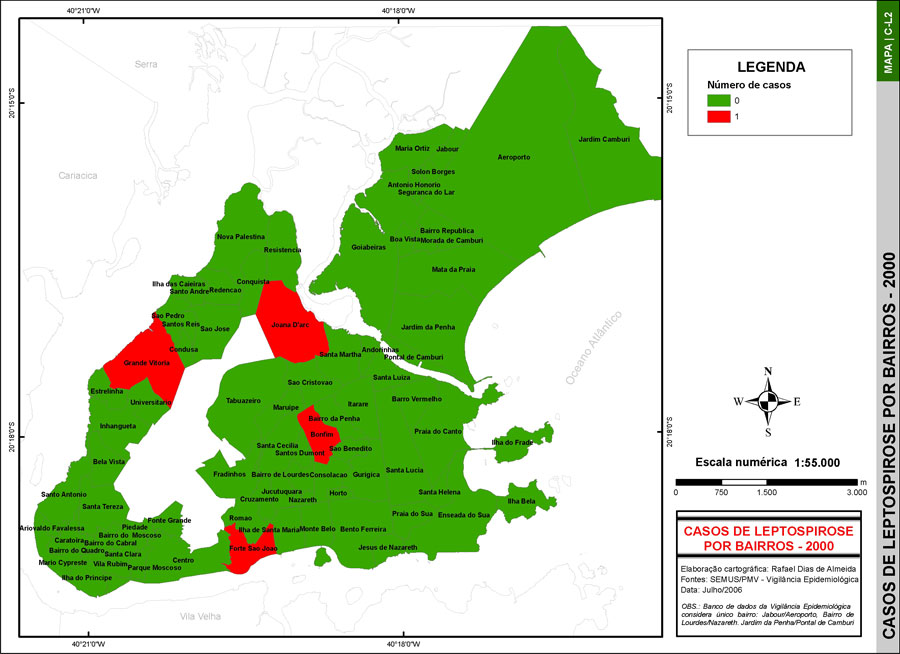 40°21'0"W
40°18'0"W
20°15'0"S
20°18'0"S
20°15'0"S
20°18'0"S
40°21'0"W
40°18'0"W
Serra
Cariacica
Vila Velha
Oceano Atlântico
Jardim Camburi
Maria Ortiz
Jabour
Aeroporto
Solon Borges
Antonio Honorio
Seguranca do Lar
Bairro Republica
Boa Vista
Morada de Camburi
Goiabeiras
Mata da Praia
Jardim da Penha
Nova Palestina
Resistencia
Ilha das Caieiras
Conquista
Santo Andre
Redencao
Sao Pedro
Santos Reis
Sao Jose
Joana D'arc
Condusa
Grande Vitoria
Santa Martha
Andorinhas
Pontal de Camburi
Estrelinha
Universitario
Inhangueta
Bela Vista
Sao Cristovao
Santa Luiza
Tabuazeiro
Maruipe
Itarare
Barro Vermelho
Bairro da Penha
Bonfim
Praia do Canto
Ilha do Frade
Santa Cecilia
Sao Benedito
Santos Dumont
Fradinhos
Bairro de Lourdes
Consolacao
Gurigica
Santa Lucia
Jucutuquara
Horto
Santa Helena
Cruzamento
Nazareth
Ilha Bela
Praia do Sua
Enseada do Sua
Romao
Ilha de Santa Maria
Monte Belo
Bento Ferreira
Forte Sao Joao
Jesus de Nazareth
Santo Antonio
Santa Tereza
Fonte Grande
Ariovaldo Favalessa
Piedade
Bairro do Moscoso
Caratoira
Bairro do Cabral
Bairro do Quadro
Santa Clara
Centro
Mario Cypreste
Vila Rubim
Parque Moscoso
Ilha do Principe
LEGENDA
Número de casos
0
1
N
W
E
S
Escala numérica 1:55.000
0 750 1.500 3.000
m
CASOS DE LEPTOSPIROSE
POR BAIRROS - 2000
Elaboração cartográfica: Rafael Dias de Almeida
Fontes: SEMUS/PMV - Vigilância Epidemiológica
Data: Julho/2006
OBS.: Banco de dados da Vigilância Epidemiológica
considera único bairro: Jabour/Aeroporto, Bairro de
Lourdes/Nazareth. Jardim da Penha/Pontal de Camburi
MAPA | C-L2
CASOS DE LEPTOSPIROSE POR BAIRROS - 2000